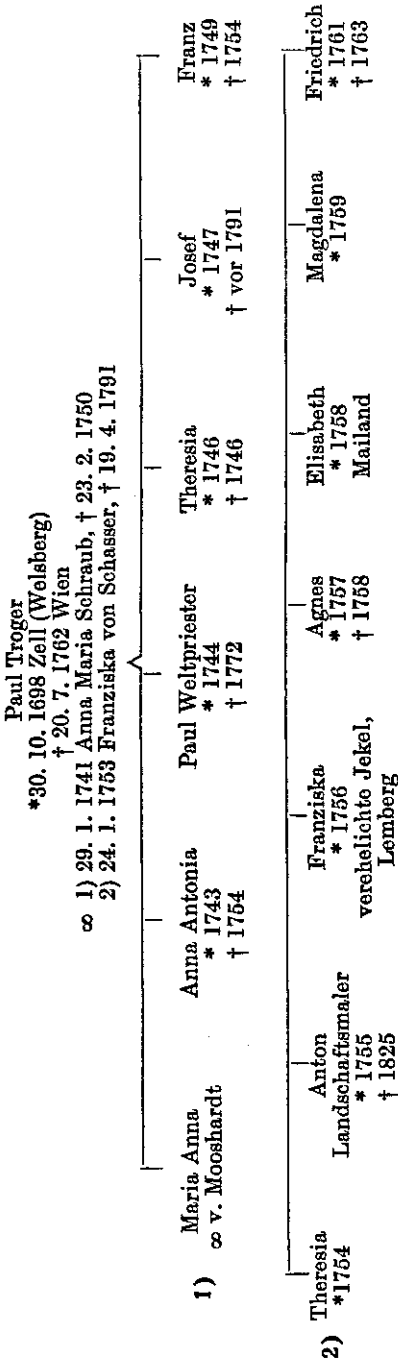 Paul Troger
*30. 10. 1698 Zell (Welsberg)
† 20. 7. 1762 Wien
∞ 1) 29. 1. 1741 Anna Maria Schraub, † 23. 2. 1750
2) 24. 1. 1753 Franziska von Schasser, † 19. 4. 1791
1)
Maria Anna
∞ v. Mooshardt
Anna Antonia
* 1743
† 1754
Paul Weltpriester
* 1744
† 1772
Theresia
* 1746
† 1746
Josef
* 1747
† vor 1791
Franz
* 1749
† 1754
2)
Theresia
*1754
Anton
Landschaftsmaler
* 1755
† 1825
Franziska
* 1756
verehelichte Jekel,
Lemberg
Agnes
* 1757
† 1758
Elisabeth
* 1758
Mailand
Magdalena
* 1759
Friedrich
* 1761
† 1763